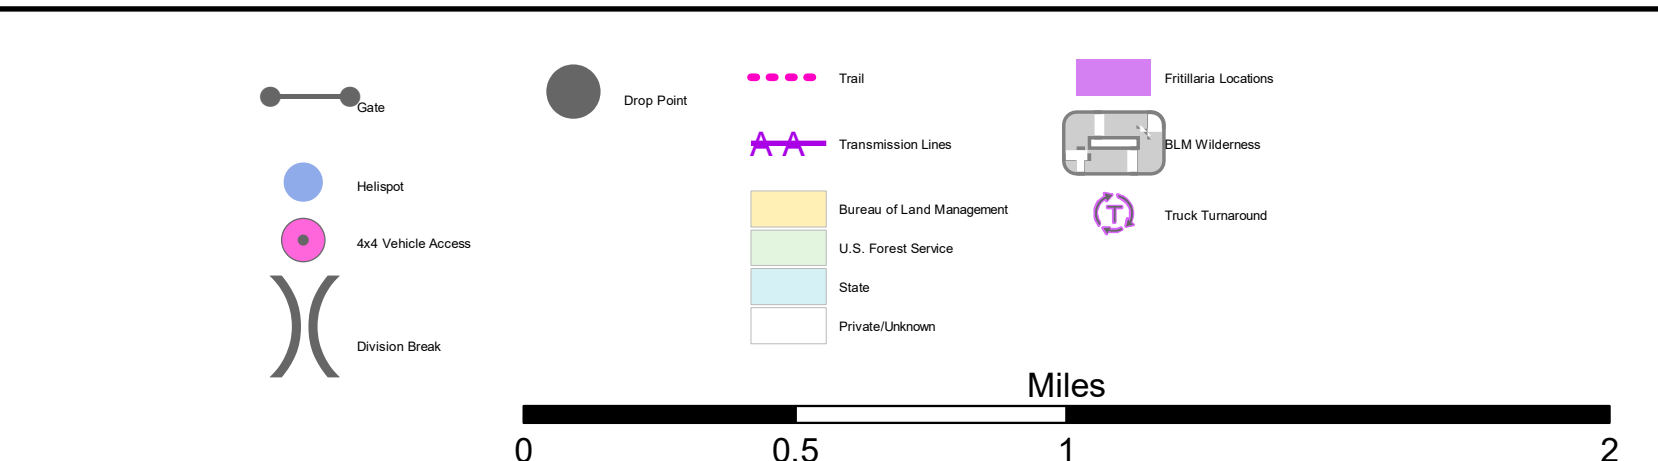 Gate
Helispot
4x4 Vehicle Access
Division Break
Drop Point
Trail
A A
Transmission Lines
Bureau of Land Management
U.S. Forest Service
State
Private/Unknown
Fritillaria Locations
BLM Wilderness
T
Truck Turnaround
Miles
0 0.5 1 2